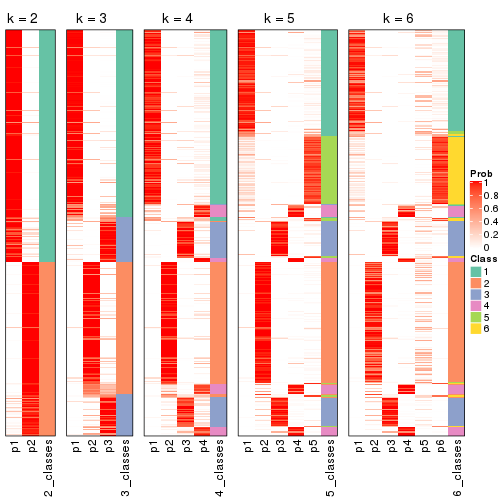 k = 2
k = 3
k = 4
k = 5
k = 6
p1
p2
2_classes
p1
p2
p3
3_classes
p1
p2
p3
p4
4_classes
p1
p2
p3
p4
p5
5_classes
p1
p2
p3
p4
p5
p6
6_classes
Prob
1
0.8
0.6
0.4
0.2
0
Class
1
2
3
4
5
6